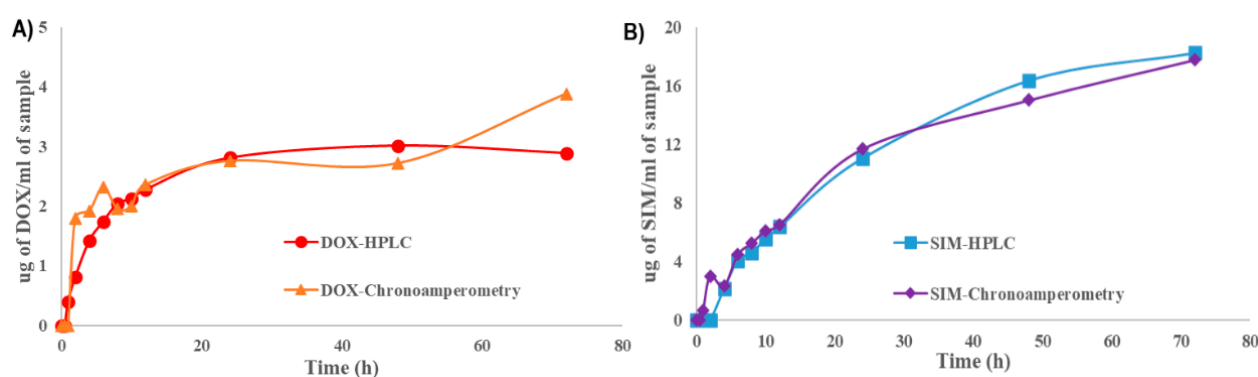 A)
ug of DOX/ml of sample
5
4
3
2
1
0
0 20 40 60 80
Time (h)
DOX-HPLC
DOX-Chronoamperometry
B)
ug of SIM/ml of sample
20
16
12
8
4
0
0 10 20 30 40 50 60 70 80
Time (h)
SIM-HPLC
SIM-Chronoamperometry